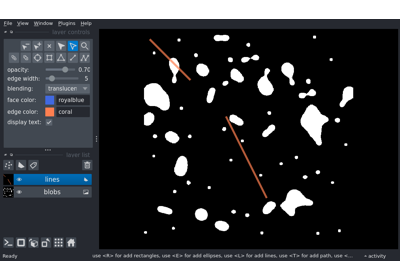 File View Window Plugins Help
layer controls
opacity: 0.70
edge width: 5
blending: translucen
face color: royalblue
edge color: coral
display text:
layer list
lines
blobs
Ready use <R> for add rectangles, use <E> for add ellipses, use <L> for add lines, use <T> for add path, use <... activity